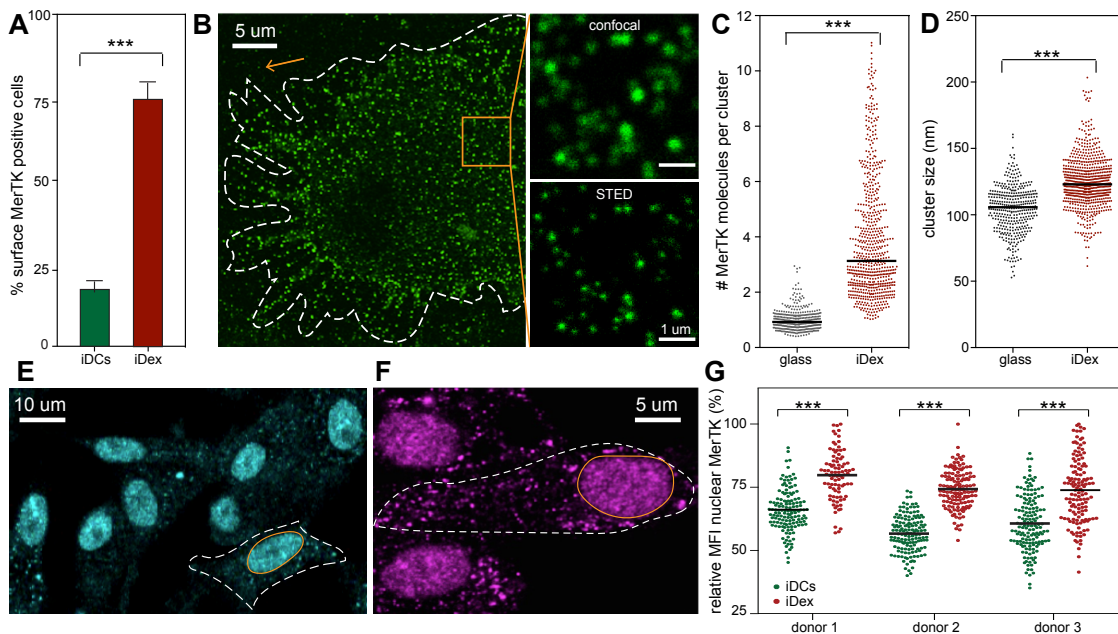 A
% surface MerTK positive cells
100
75
50
25
0
***
iDCs
iDex
B
5 um
confocal
STED
1 um
C
# MerTK molecules per cluster
12
10
8
6
4
2
0
***
glass
iDex
D
cluster size (nm)
250
200
150
100
50
0
***
glass
iDex
E
10 um
F
5 um
G
relative MFI nuclear MerTK (%)
100
75
50
25
***
***
***
iDCs
iDex
donor 1
donor 2
donor 3